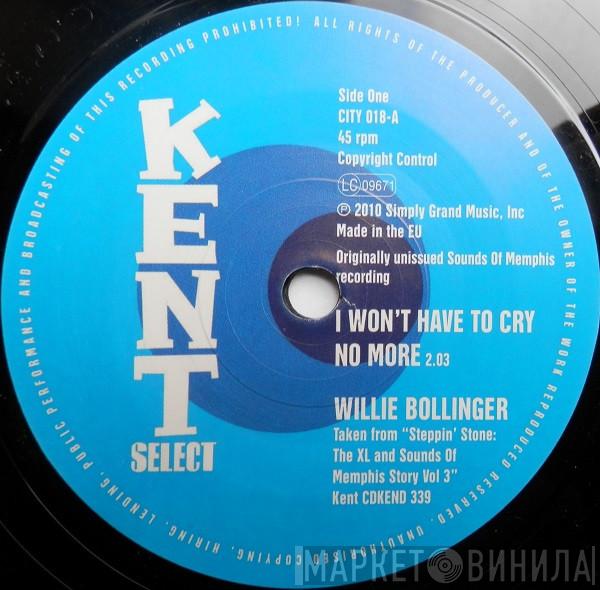 ALL RIGHTS OF THE PRODUCER AND OF THE OWNER OF THE WORK REPRODUCED RESERVED. UNAUTHORISED COPYING, HIRING, LENDING, PUBLIC PERFORMANCE AND BROADCASTING OF THIS RECORDING PROHIBITED!
KENT
SELECT
Side One
CITY 018-A
45 rpm
Copyright Control
LC 09671
℗ 2010 Simply Grand Music, Inc
Made in the EU
Originally unissued Sounds Of Memphis
recording
I WON'T HAVE TO CRY
NO MORE 2.03
WILLIE BOLLINGER
Taken from “Steppin' Stone:
The XL and Sounds Of
Memphis Story Vol 3”
Kent CDKEND 339
МАРКЕТ ВИНИЛА